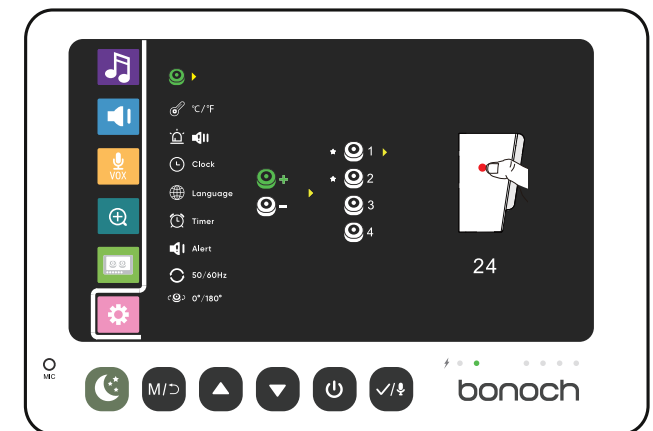 VOX
°C/°F
Clock
Language
Timer
Alert
50/60Hz
0°/180°
+
-
1
2
3
4
24
MIC
M/
✓/
bonoch